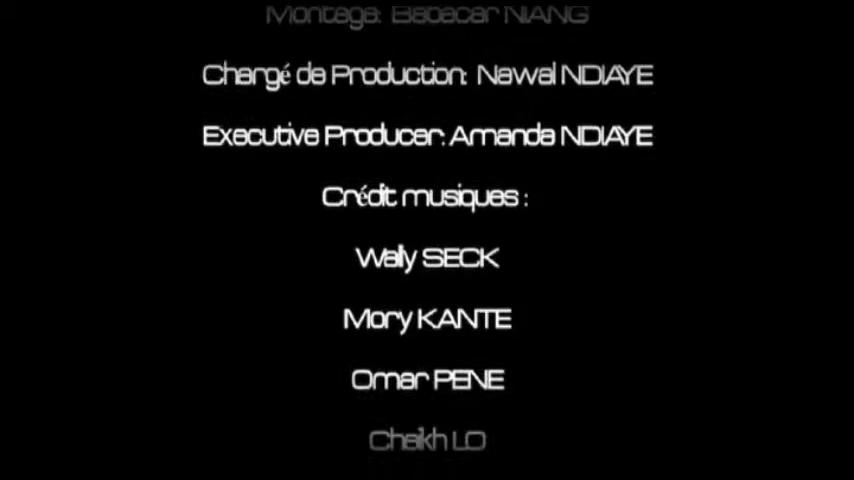 Montage: Babacar NIANG
Chargé de Production: Nawal NDIAYE
Executive Producer: Amanda NDIAYE
Crédit musiques :
Wally SECK
Mory KANTE
Omar PENE
Cheikh LO